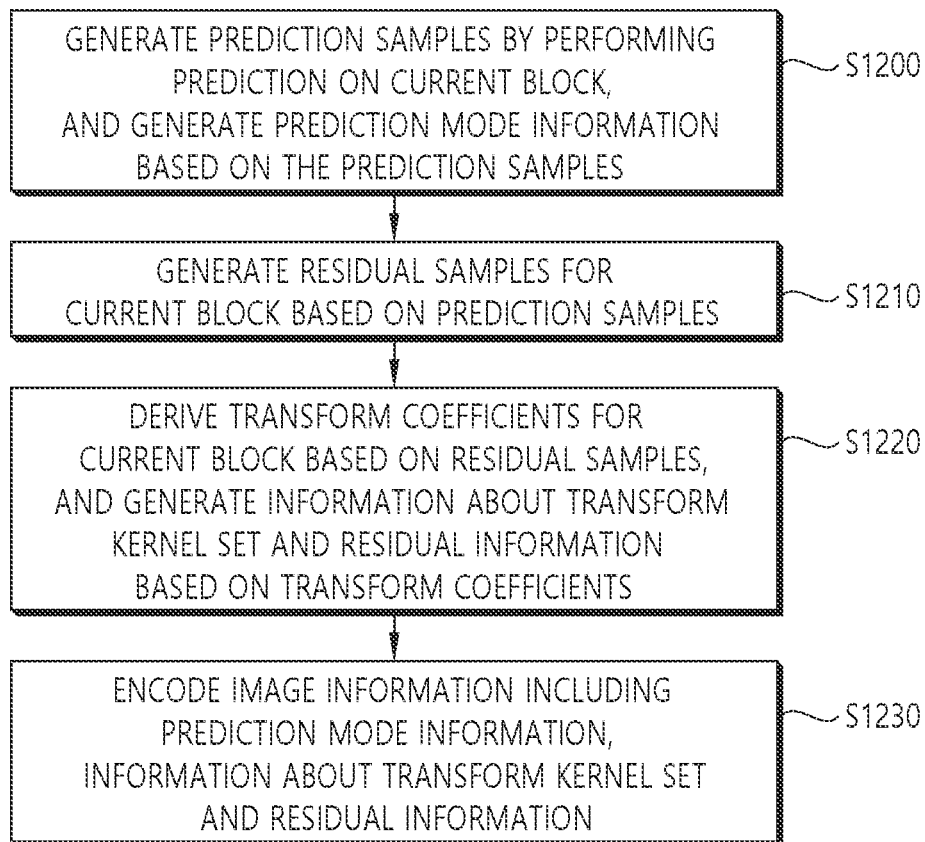 GENERATE PREDICTION SAMPLES BY PERFORMING
PREDICTION ON CURRENT BLOCK,
AND GENERATE PREDICTION MODE INFORMATION
BASED ON THE PREDICTION SAMPLES
S1200
GENERATE RESIDUAL SAMPLES FOR
CURRENT BLOCK BASED ON PREDICTION SAMPLES
S1210
DERIVE TRANSFORM COEFFICIENTS FOR
CURRENT BLOCK BASED ON RESIDUAL SAMPLES,
AND GENERATE INFORMATION ABOUT TRANSFORM
KERNEL SET AND RESIDUAL INFORMATION
BASED ON TRANSFORM COEFFICIENTS
S1220
ENCODE IMAGE INFORMATION INCLUDING
PREDICTION MODE INFORMATION,
INFORMATION ABOUT TRANSFORM KERNEL SET
AND RESIDUAL INFORMATION
S1230